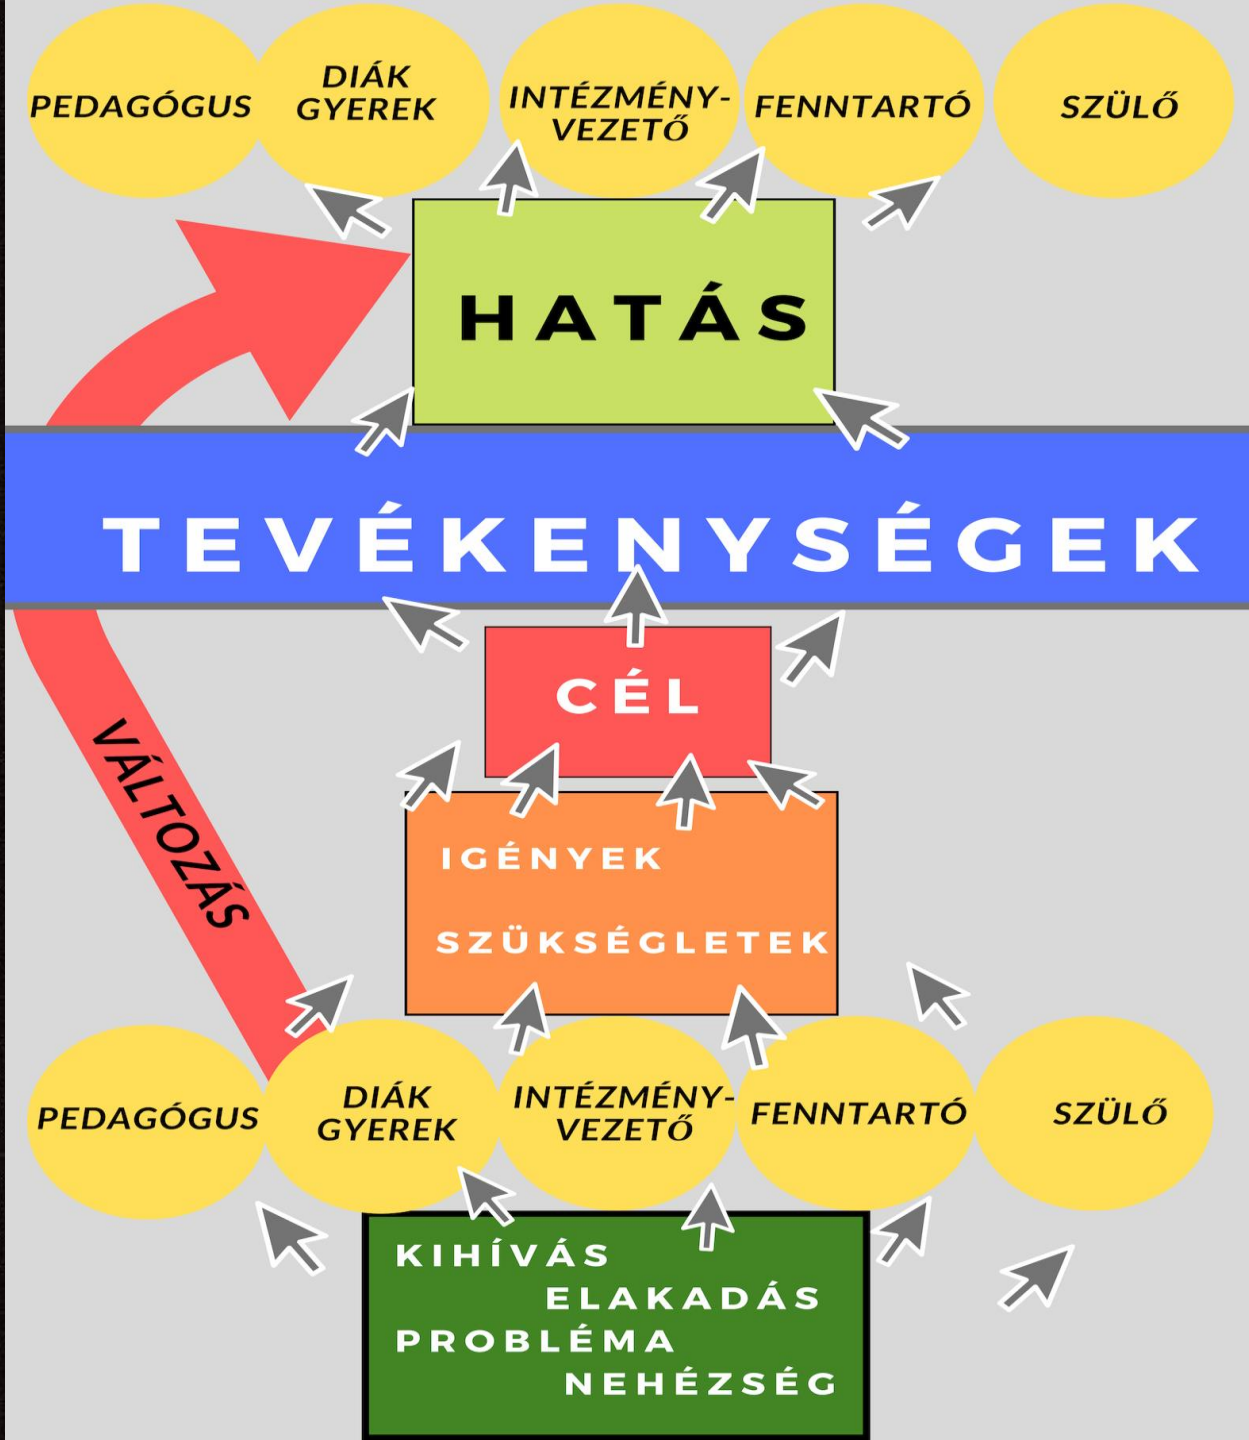 PEDAGÓGUS
DIÁK
GYEREK
INTÉZMÉNY-
VEZETŐ
FENNTARTÓ
SZÜLŐ
HATÁS
TEVÉKENYSÉGEK
CÉL
VÁLTOZÁS
IGÉNYEK
SZÜKSÉGLETEK
PEDAGÓGUS
DIÁK
GYEREK
INTÉZMÉNY-
VEZETŐ
FENNTARTÓ
SZÜLŐ
KIHÍVÁS
ELAKADÁS
PROBLÉMA
NEHÉZSÉG